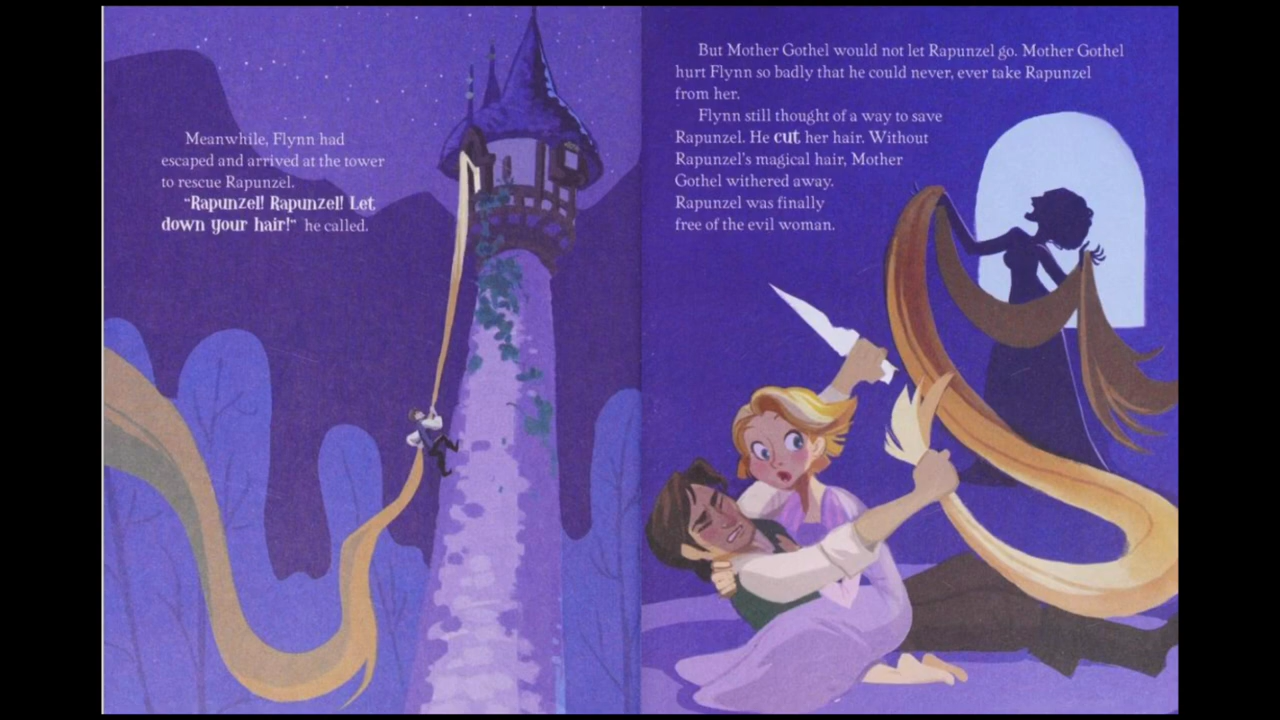 Meanwhile, Flynn had
escaped and arrived at the tower
to rescue Rapunzel.
"Rapunzel! Rapunzel! Let
down your hair!" he called.
But Mother Gothel would not let Rapunzel go. Mother Gothel
hurt Flynn so badly that he could never, ever take Rapunzel
from her.
Flynn still thought of a way to save
Rapunzel. He cut her hair. Without
Rapunzel's magical hair, Mother
Gothel withered away.
Rapunzel was finally
free of the evil woman.